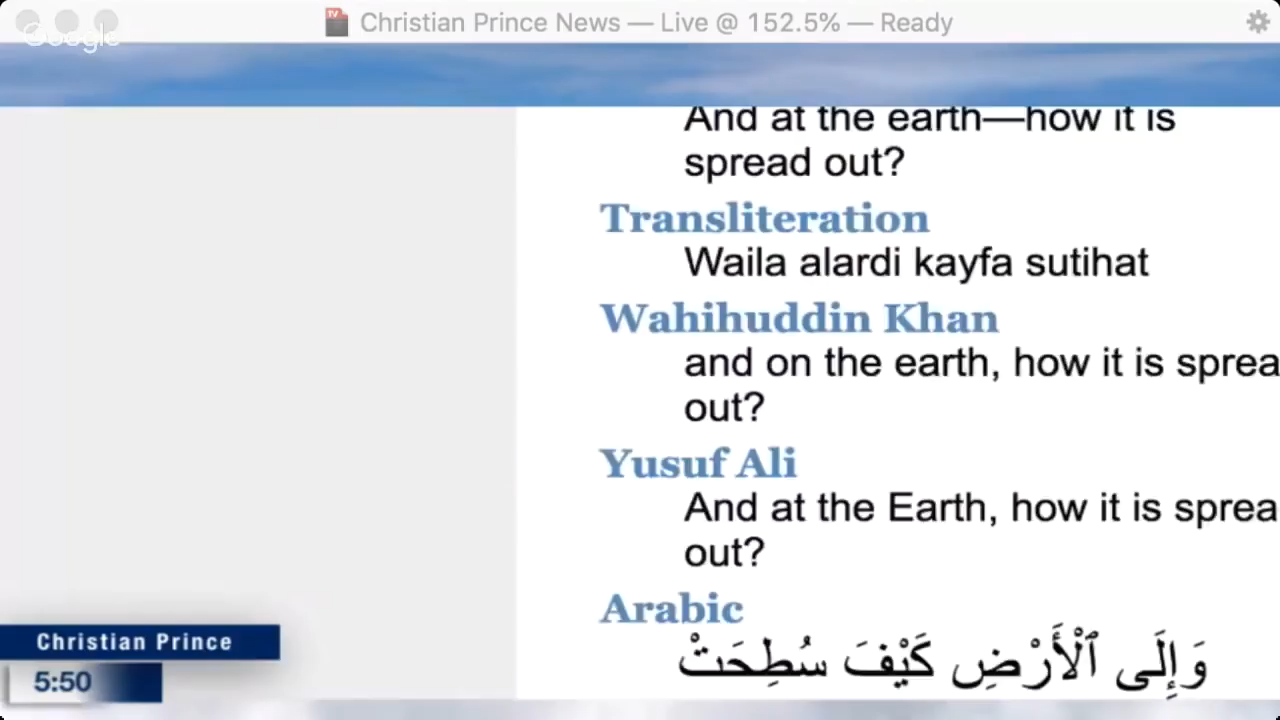 Christian Prince News — Live @ 152.5% — Ready
Google
And at the earth—how it is
spread out?
Transliteration
Waila alardi kayfa sutihat
Wahihuddin Khan
and on the earth, how it is sprea
out?
Yusuf Ali
And at the Earth, how it is sprea
out?
Arabic
وَإِلَى ٱلْأَرْضِ كَيْفَ سُطِحَتْ
Christian Prince
5:50